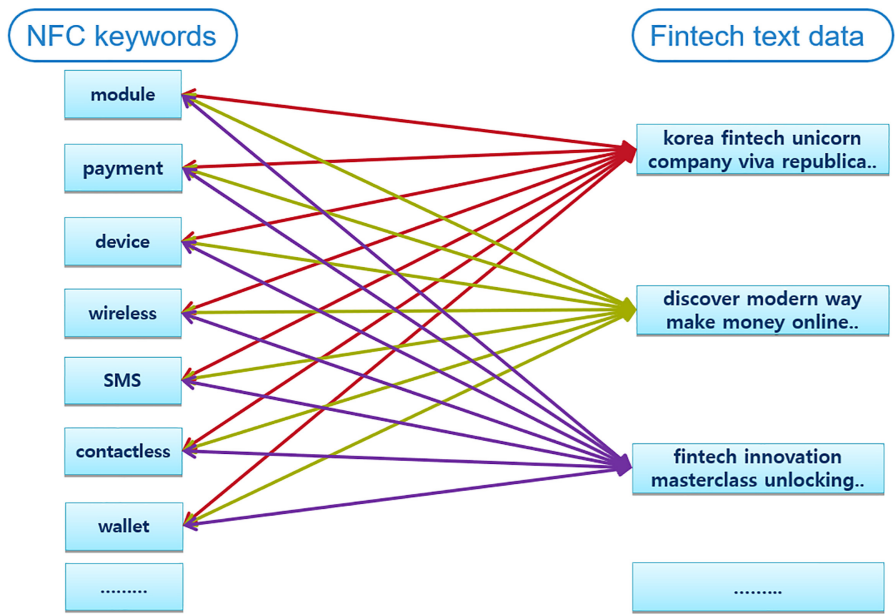 NFC keywords
module
payment
device
wireless
SMS
contactless
wallet
.........
Fintech text data
korea fintech unicorn
company viva republica..
discover modern way
make money online..
fintech innovation
masterclass unlocking..
.........